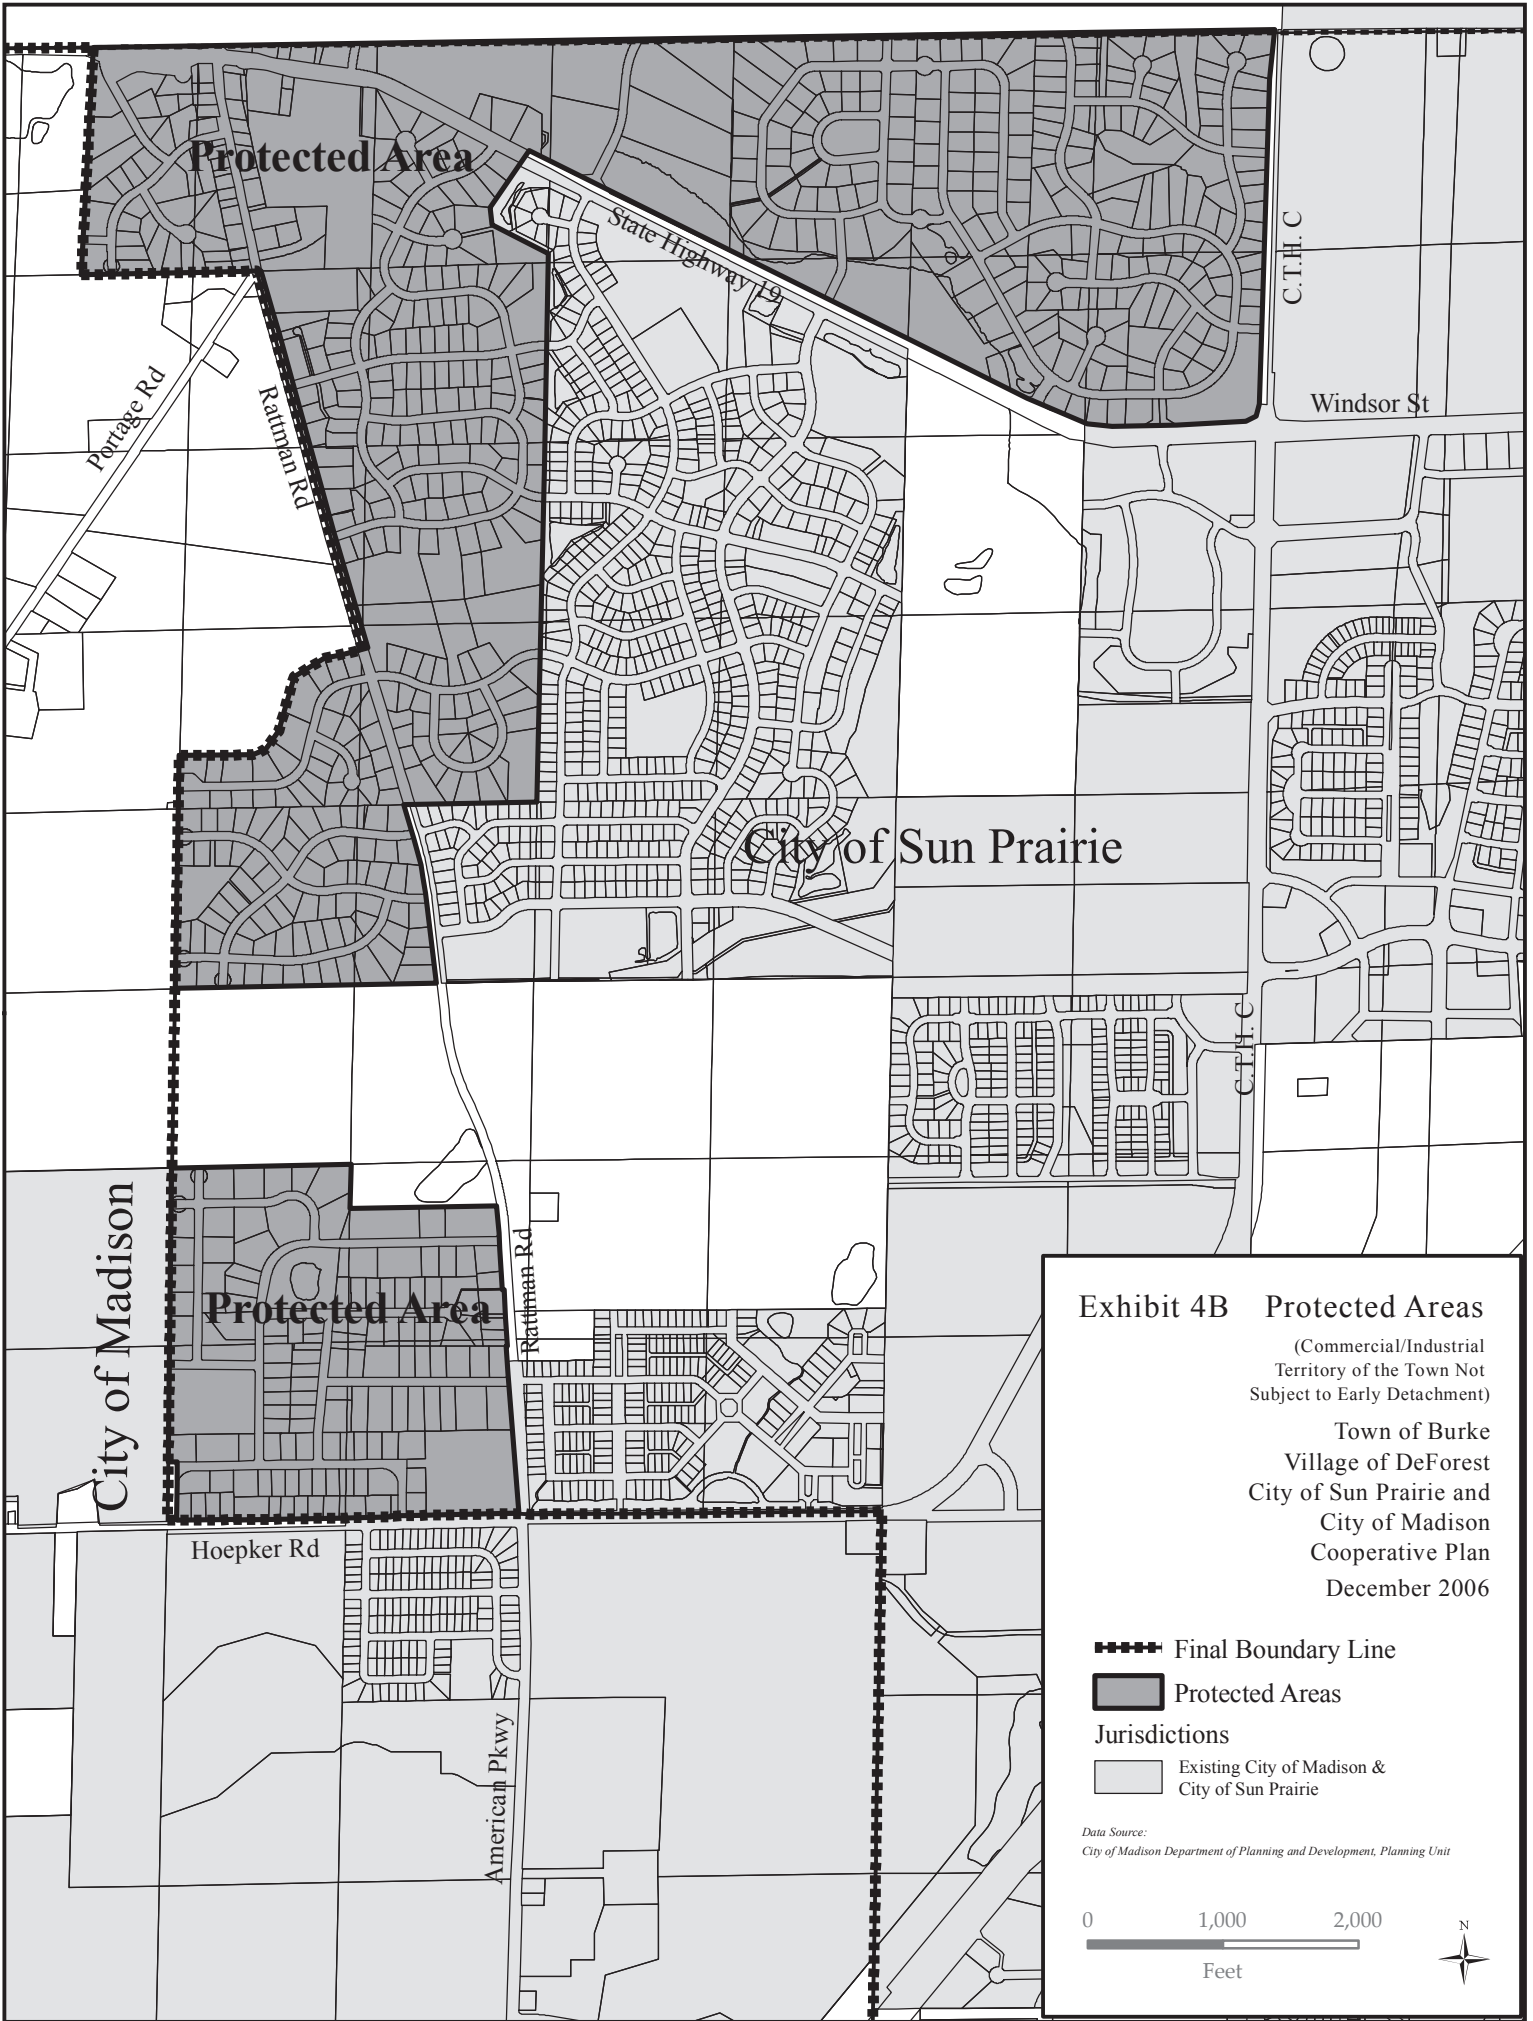 Protected Area
State Highway 19
C.T.H. C
Windsor St
Portage Rd
Rattman Rd
City of Sun Prairie
C.T.H. C
City of Madison
Protected Area
Rattman Rd
Hoepker Rd
American Pkwy
Exhibit 4B Protected Areas
(Commercial/Industrial
Territory of the Town Not
Subject to Early Detachment)
Town of Burke
Village of DeForest
City of Sun Prairie and
City of Madison
Cooperative Plan
December 2006
Final Boundary Line
Protected Areas
Jurisdictions
Existing City of Madison &
City of Sun Prairie
Data Source:
City of Madison Department of Planning and Development, Planning Unit
0 1,000 2,000
Feet
N